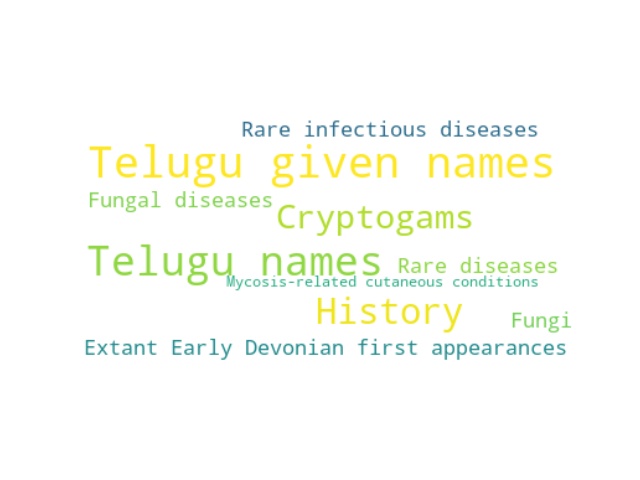 Rare infectious diseases
Telugu given names
Fungal diseases
Cryptogams
Telugu names
Rare diseases
Mycosis-related cutaneous conditions
History
Fungi
Extant Early Devonian first appearances